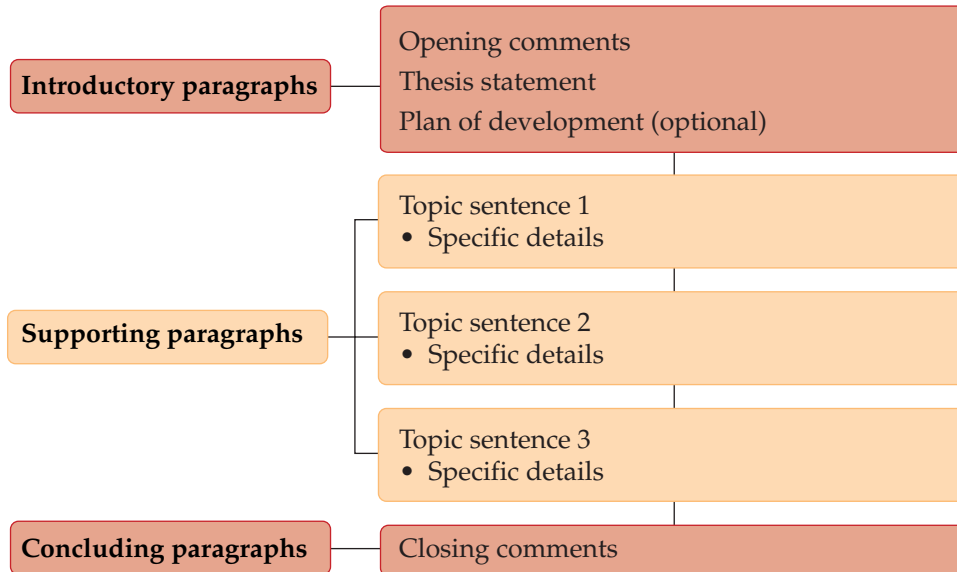 Introductory paragraphs
Opening comments
Thesis statement
Plan of development (optional)
Supporting paragraphs
Topic sentence 1
• Specific details
Topic sentence 2
• Specific details
Topic sentence 3
• Specific details
Concluding paragraphs
Closing comments